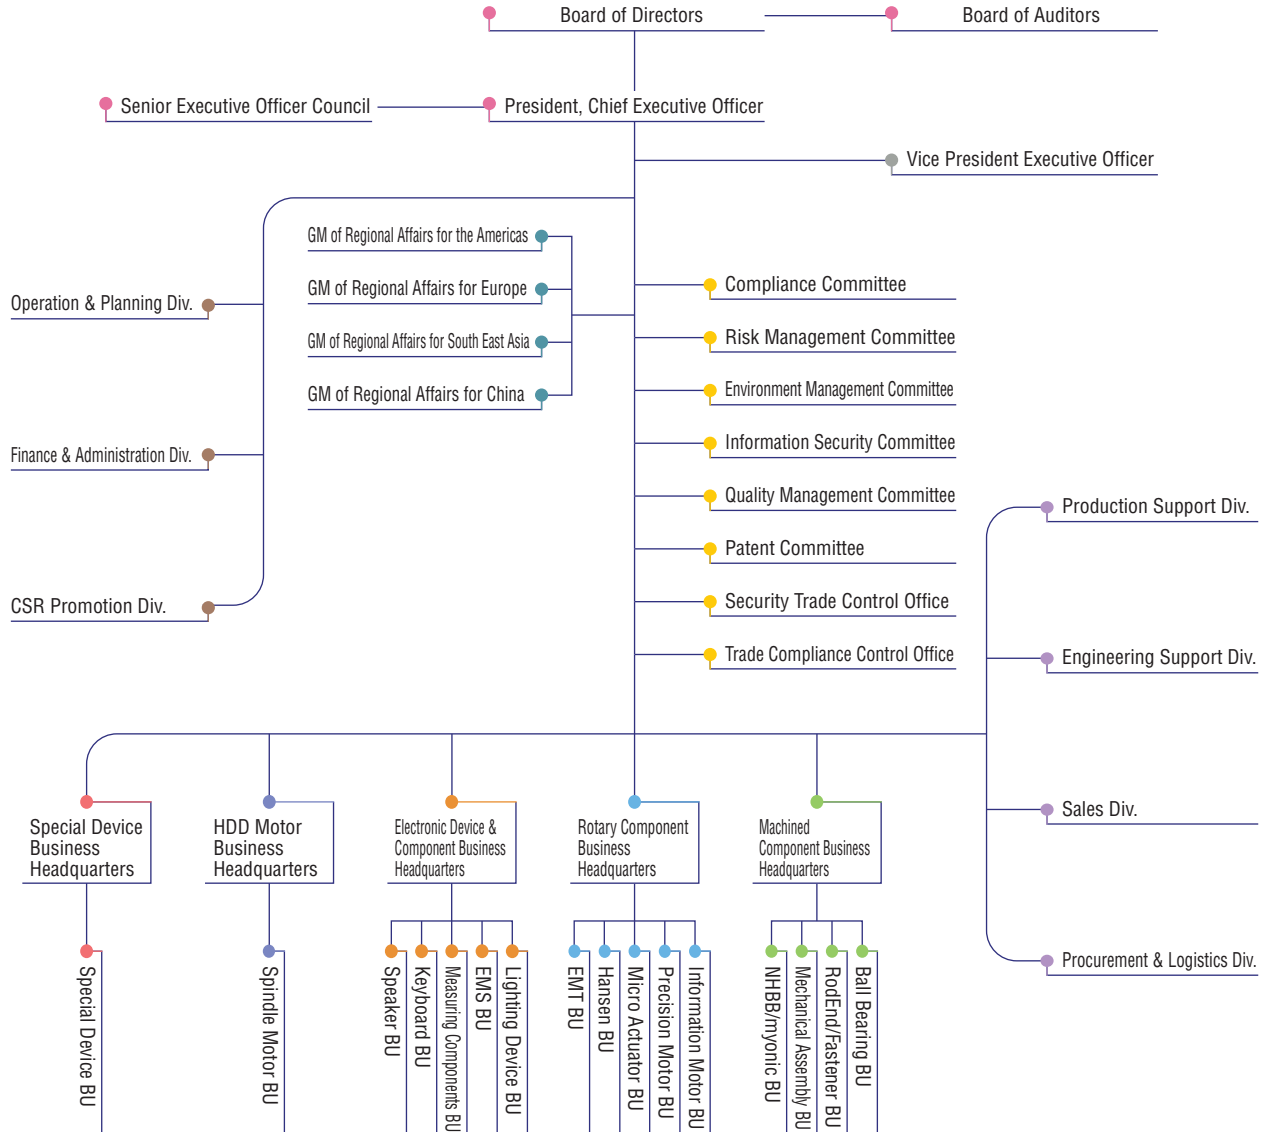 Board of Directors
Board of Auditors
Senior Executive Officer Council
President, Chief Executive Officer
Vice President Executive Officer
GM of Regional Affairs for the Americas
GM of Regional Affairs for Europe
GM of Regional Affairs for South East Asia
GM of Regional Affairs for China
Operation & Planning Div.
Finance & Administration Div.
CSR Promotion Div.
Compliance Committee
Risk Management Committee
Environment Management Committee
Information Security Committee
Quality Management Committee
Patent Committee
Security Trade Control Office
Trade Compliance Control Office
Production Support Div.
Engineering Support Div.
Sales Div.
Procurement & Logistics Div.
Special Device
Business
Headquarters
HDD Motor
Business
Headquarters
Electronic Device &
Component Business
Headquarters
Rotary Component
Business
Headquarters
Machined
Component Business
Headquarters
Special Device BU
Spindle Motor BU
Speaker BU
Keyboard BU
Measuring Components BU
EMS BU
Lighting Device BU
EMT BU
Hansen BU
Micro Actuator BU
Precision Motor BU
Information Motor BU
NHBB/myonic BU
Mechanical Assembly BU
RodEnd/Fastener BU
Ball Bearing BU